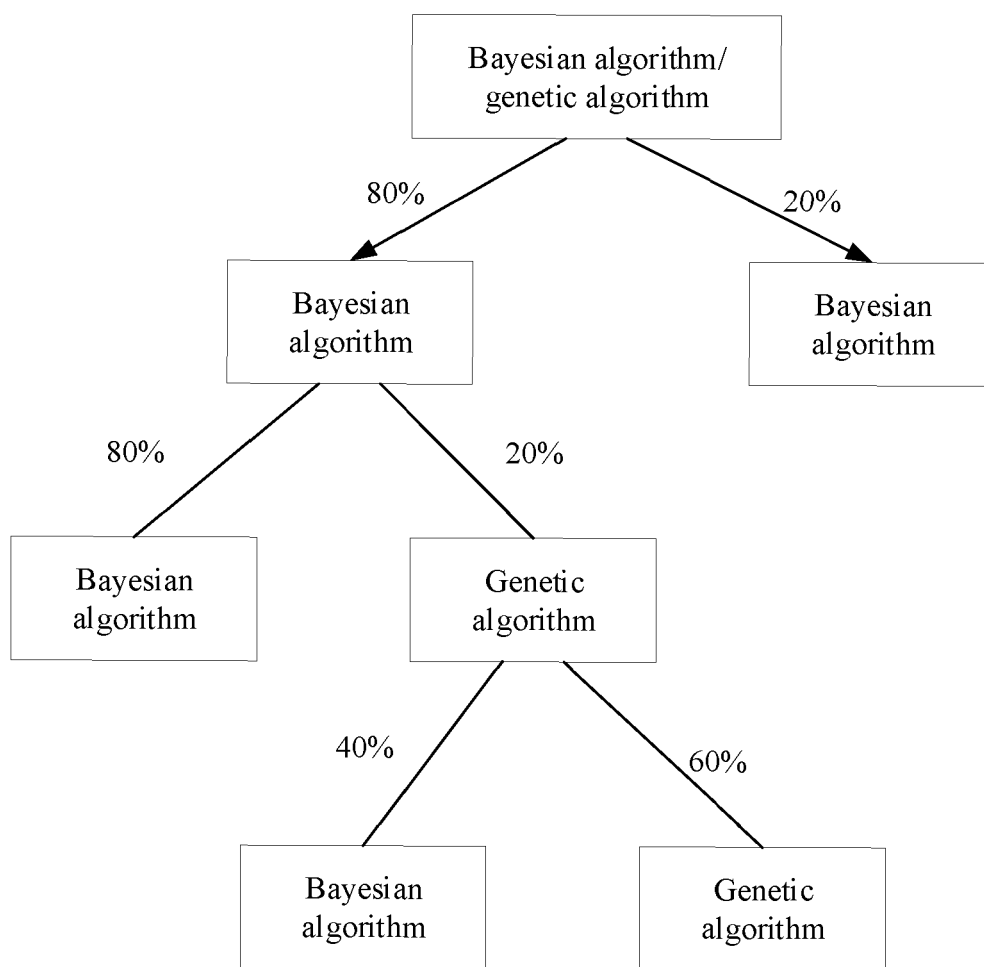 Bayesian algorithm/
genetic algorithm
80%
20%
Bayesian
algorithm
Bayesian
algorithm
80%
20%
Bayesian
algorithm
Genetic
algorithm
40%
60%
Bayesian
algorithm
Genetic
algorithm